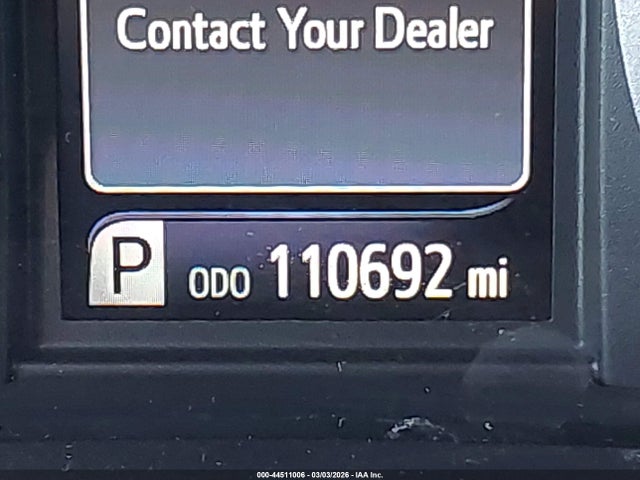 Contact Your Dealer
P ODO 110692 mi
000-44511006 - 03/03/2026 - IAA Inc.